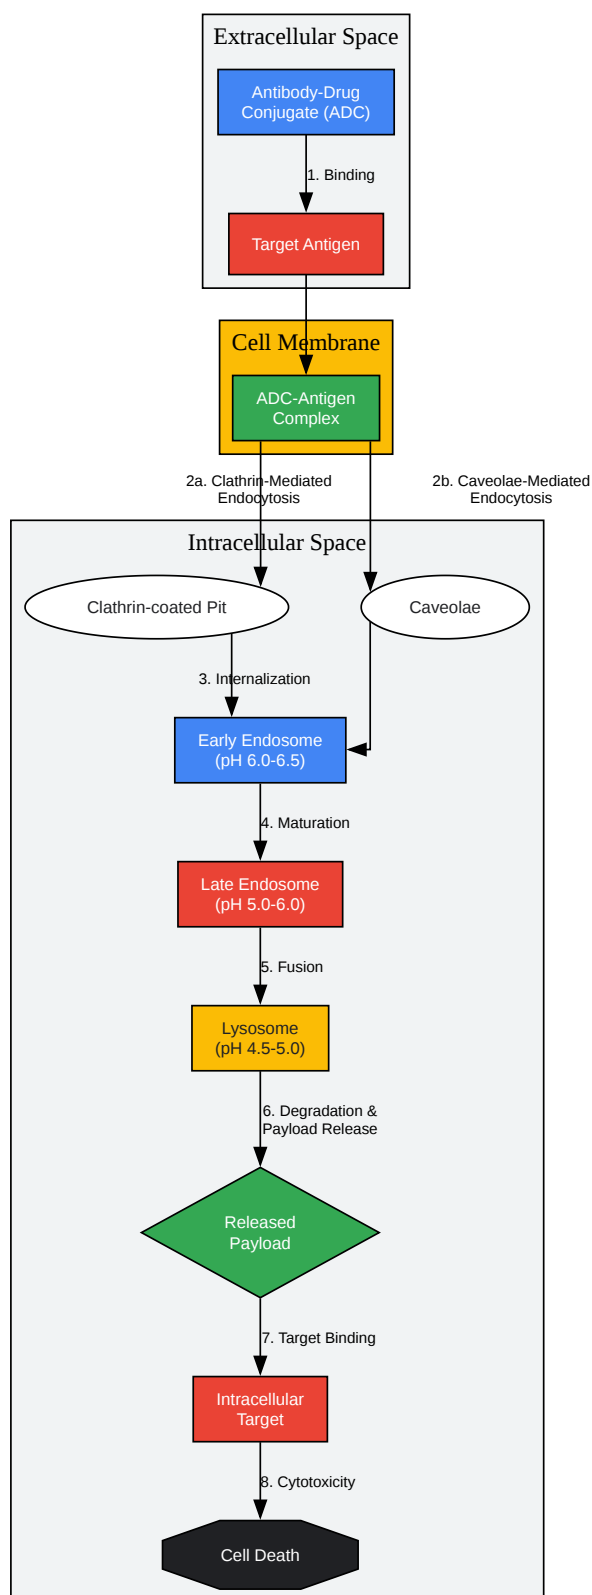 Extracellular Space
Antibody-Drug
Conjugate (ADC)
1. Binding
Target Antigen
Cell Membrane
ADC-Antigen
Complex
2a. Clathrin-Mediated
Endocytosis
2b. Caveolae-Mediated
Endocytosis
Intracellular Space
Clathrin-coated Pit
Caveolae
3. Internalization
Early Endosome
(pH 6.0-6.5)
4. Maturation
Late Endosome
(pH 5.0-6.0)
5. Fusion
Lysosome
(pH 4.5-5.0)
6. Degradation &
Payload Release
Released
Payload
7. Target Binding
Intracellular
Target
8. Cytotoxicity
Cell Death